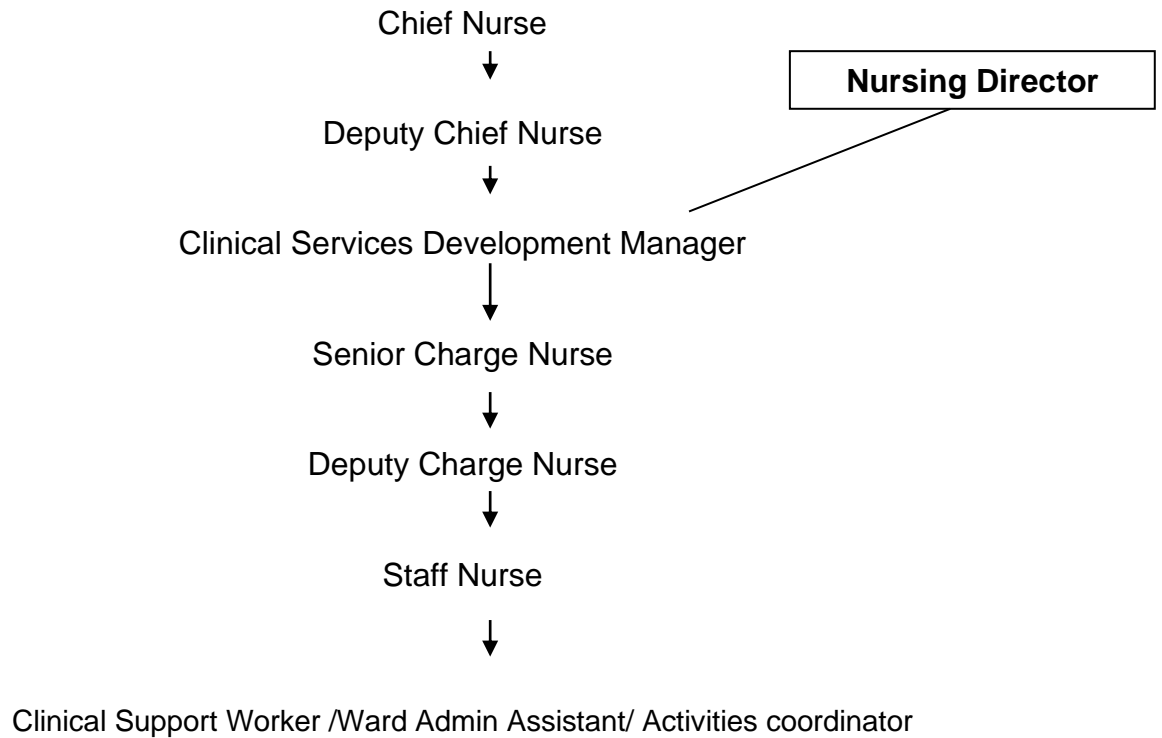 Chief Nurse
Nursing Director
Deputy Chief Nurse
Clinical Services Development Manager
Senior Charge Nurse
Deputy Charge Nurse
Staff Nurse
Clinical Support Worker /Ward Admin Assistant/ Activities coordinator